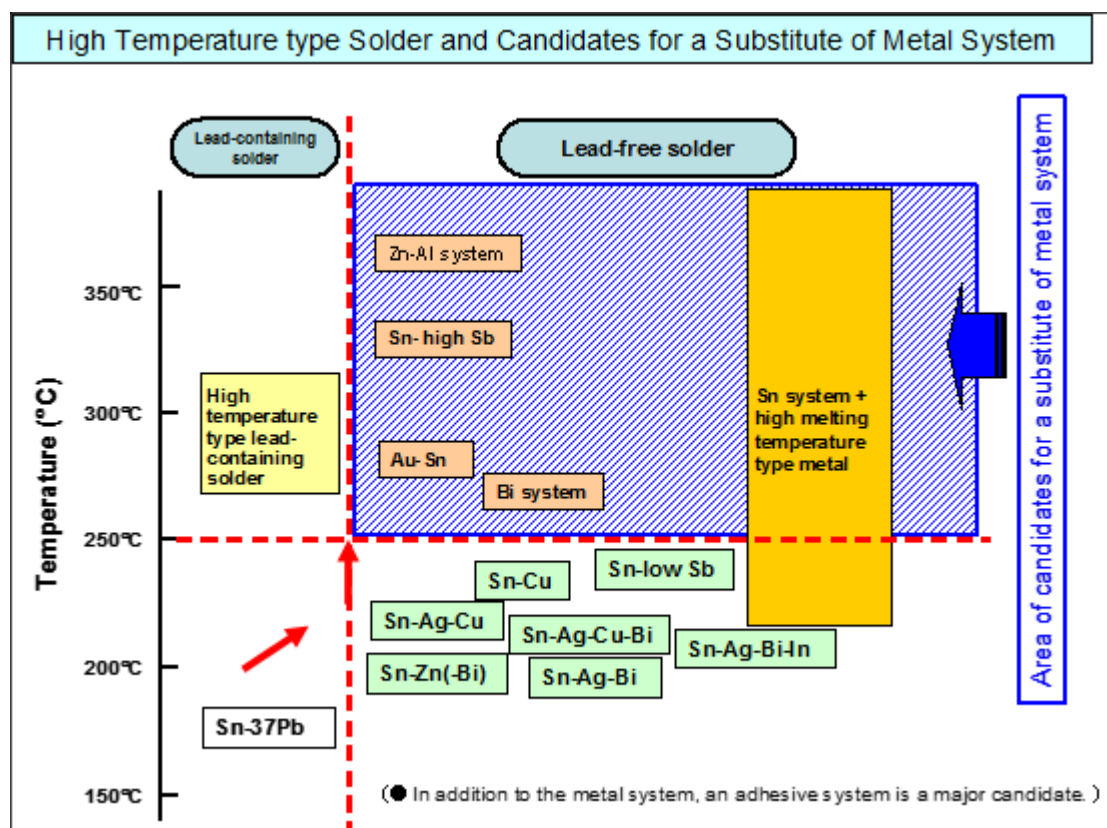 High Temperature type Solder and Candidates for a Substitute of Metal System
Lead-containing
solder
Lead-free solder
Area of candidates for a substitute of metal system
Temperature (°C)
350°C
300°C
250°C
200°C
150°C
Zn-Al system
Sn- high Sb
High
temperature
type lead-
containing
solder
Sn system +
high melting
temperature
type metal
Au-Sn
Bi system
Sn-Cu
Sn-low Sb
Sn-Ag-Cu
Sn-Ag-Cu-Bi
Sn-Ag-Bi-In
Sn-Zn(-Bi)
Sn-Ag-Bi
Sn-37Pb
(● In addition to the metal system, an adhesive system is a major candidate. )